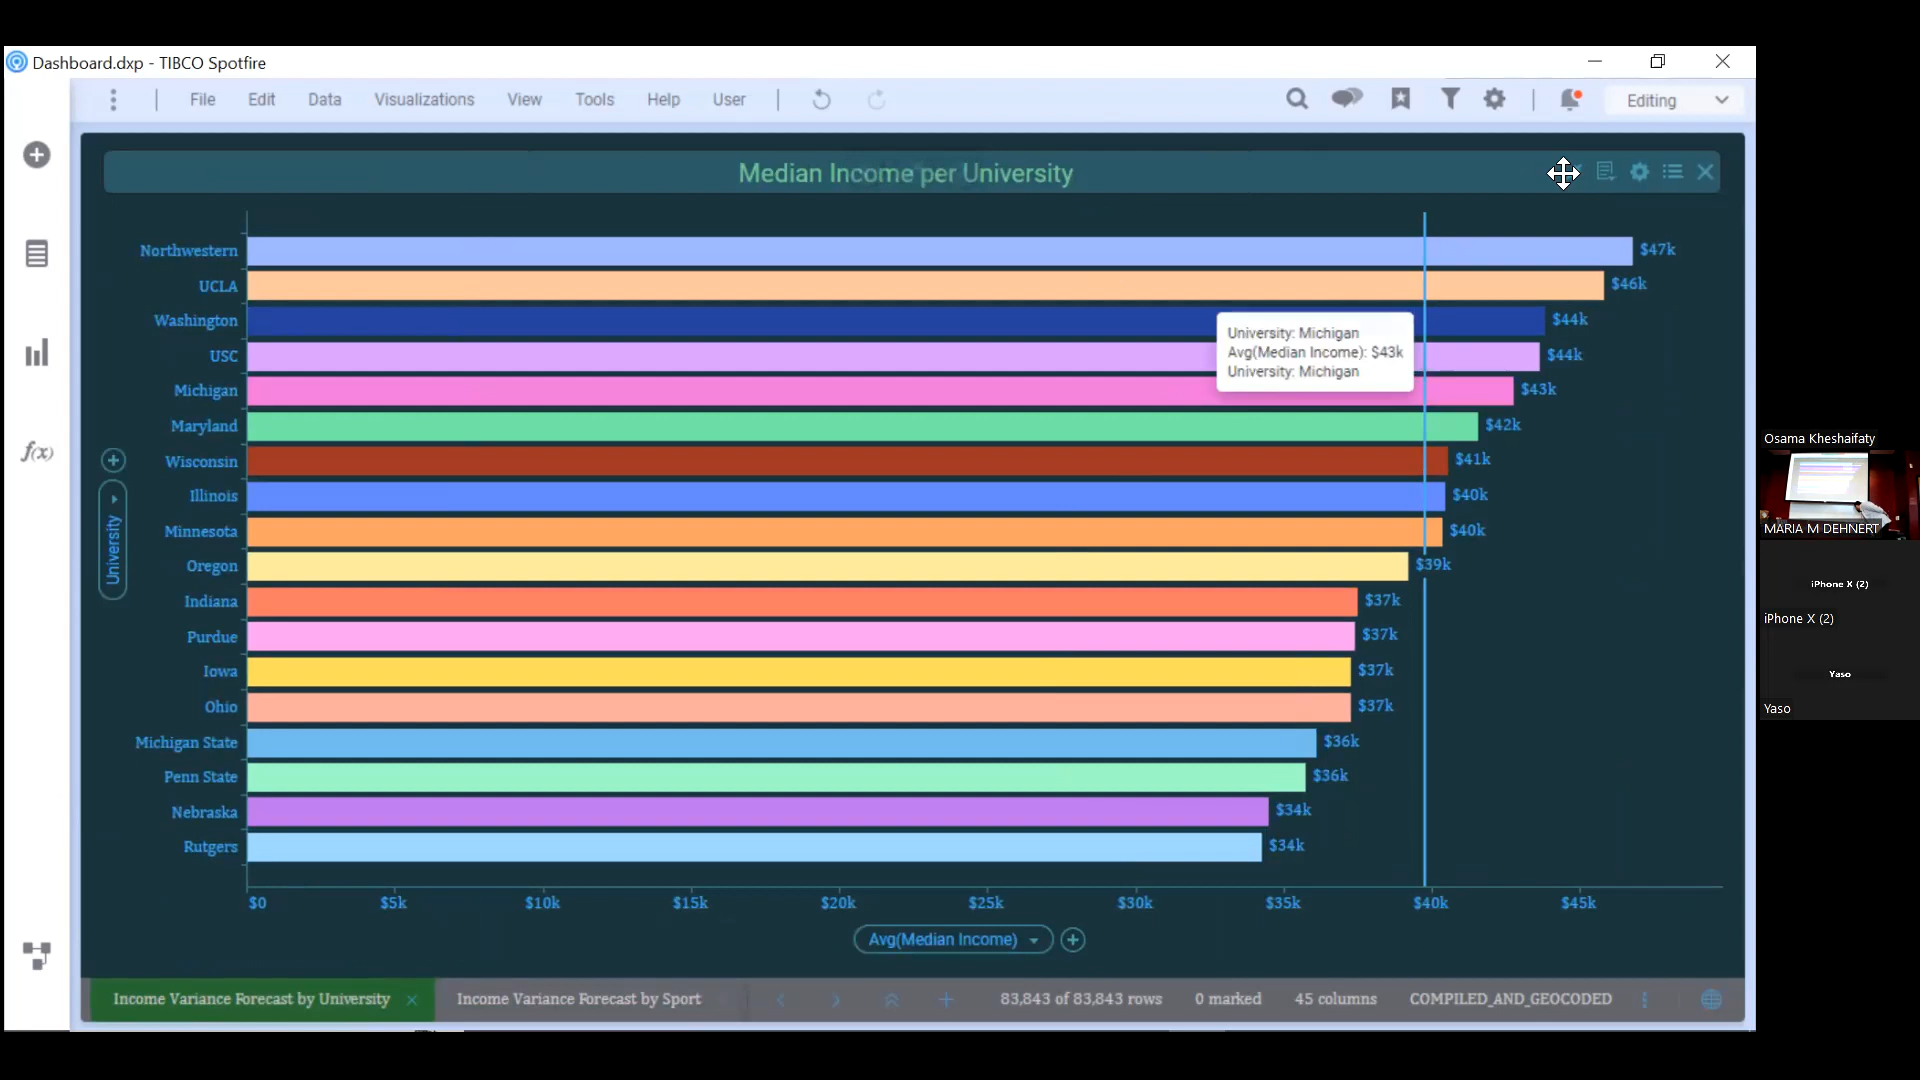 Dashboard.dxp - TIBCO Spotfire
File Edit Data Visualizations View Tools Help User
Editing
Median Income per University
Northwestern $47k
UCLA $46k
Washington $44k
USC $44k
Michigan $43k
Maryland $42k
Wisconsin $41k
Illinois $40k
Minnesota $40k
Oregon $39k
Indiana $37k
Purdue $37k
Iowa $37k
Ohio $37k
Michigan State $36k
Penn State $36k
Nebraska $34k
Rutgers $34k
University: Michigan
Avg(Median Income): $43k
University: Michigan
f(x)
University
$0 $5k $10k $15k $20k $25k $30k $35k $40k $45k
Avg(Median Income)
Income Variance Forecast by University Income Variance Forecast by Sport 83,843 of 83,843 rows 0 marked 45 columns COMPILED_AND_GEOCODED
Osama Kheshaifaty
MARIA M DEHNERT
iPhone X (2)
iPhone X (2)
Yaso
Yaso